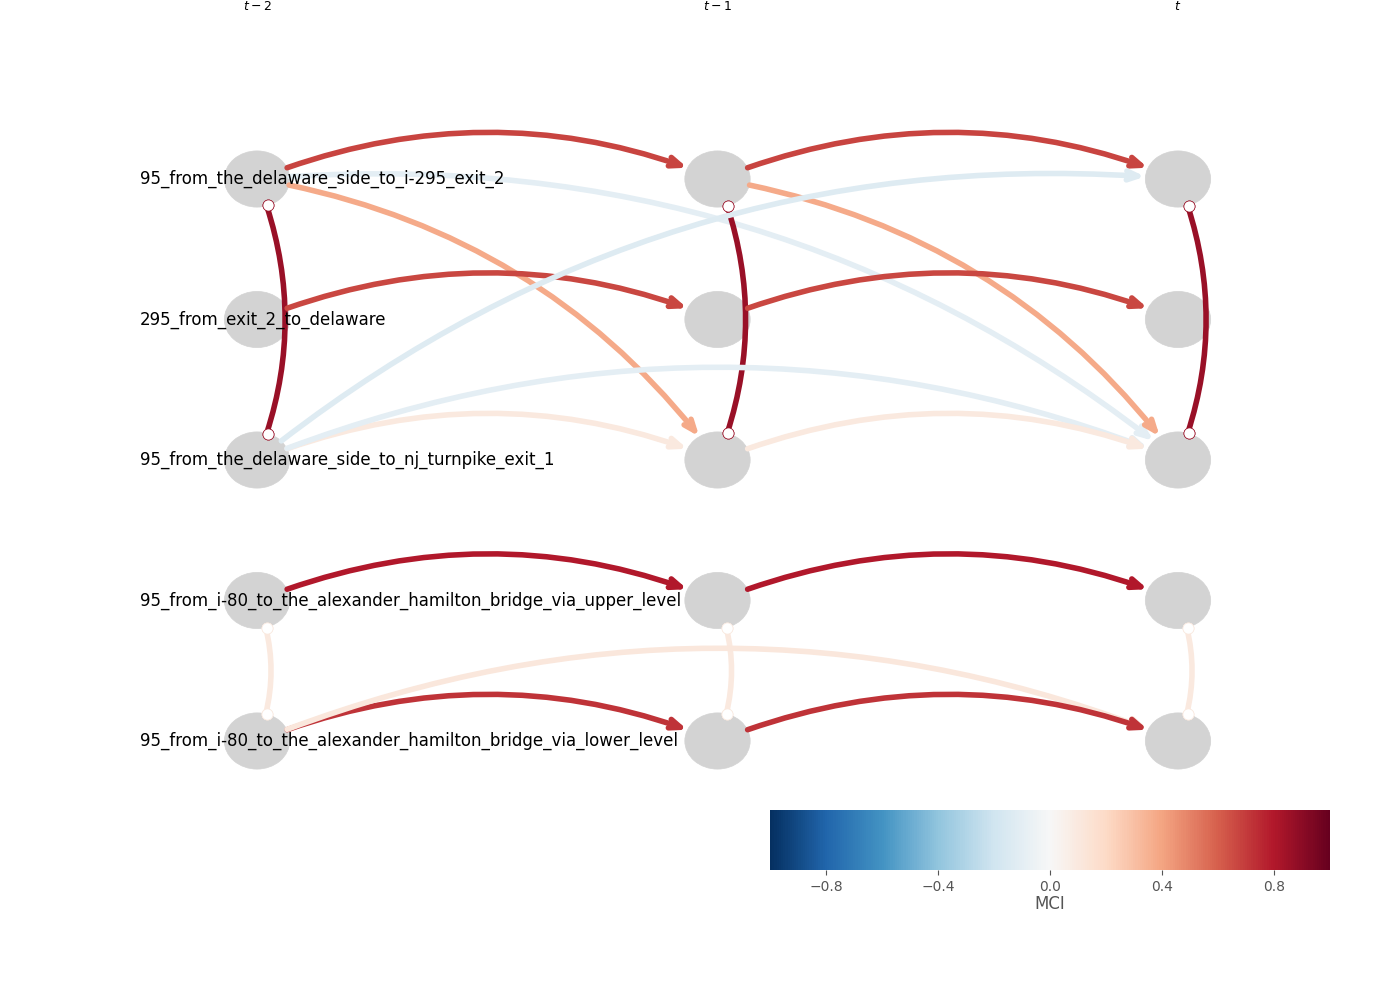 t − 2 t − 1 t
95_from_the_delaware_side_to_i-295_exit_2
295_from_exit_2_to_delaware
95_from_the_delaware_side_to_nj_turnpike_exit_1
95_from_i-80_to_the_alexander_hamilton_bridge_via_upper_level
95_from_i-80_to_the_alexander_hamilton_bridge_via_lower_level
−0.8 −0.4 0.0 0.4 0.8
MCI